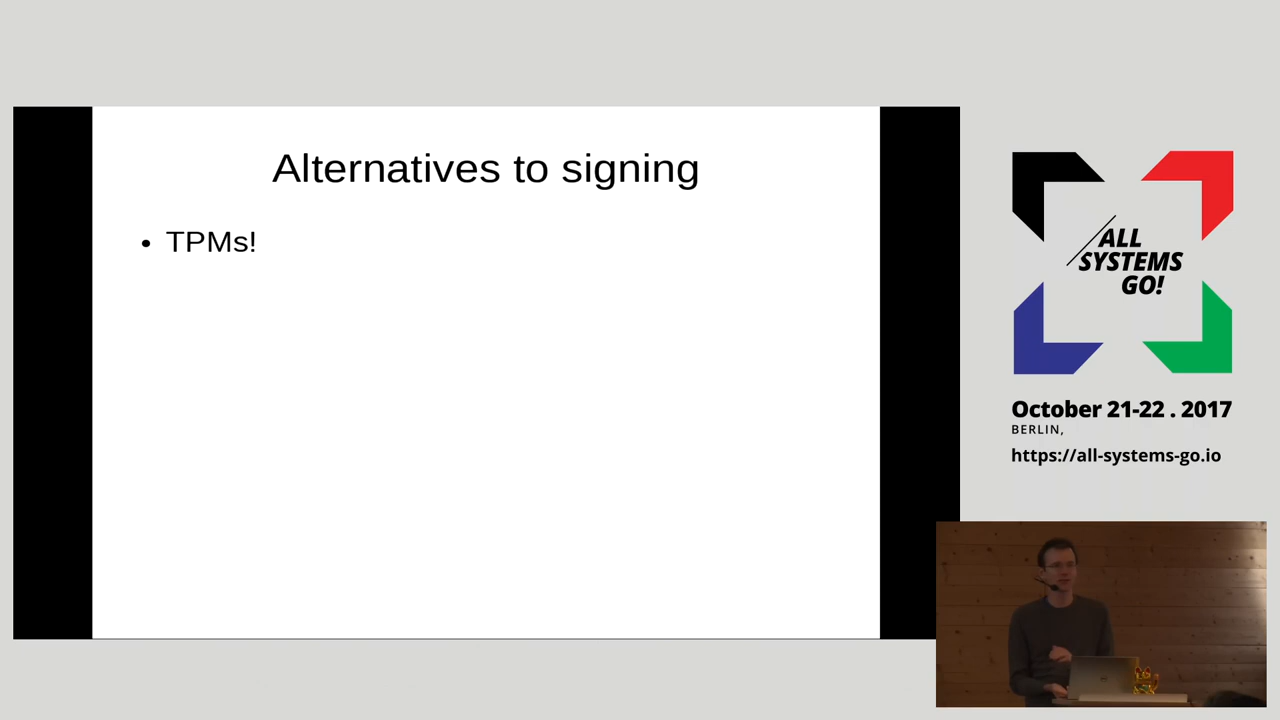 Alternatives to signing
• TPMs!
ALL
SYSTEMS
GO!
October 21-22 . 2017
BERLIN,
https://all-systems-go.io